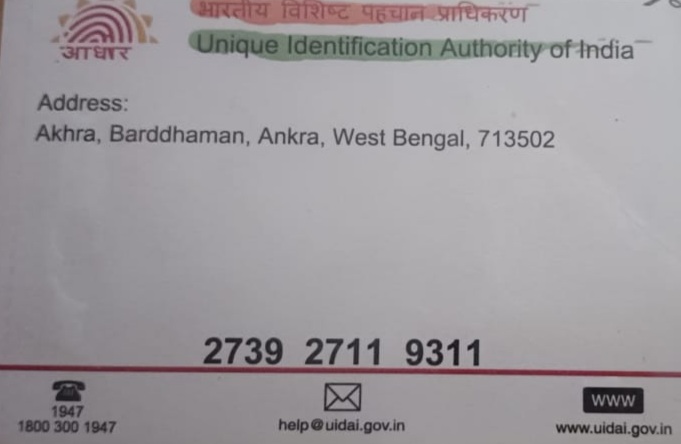 भारतीय विशिष्ट पहचान प्राधिकरण
आधार
Unique Identification Authority of India
Address:
Akhra, Barddhaman, Ankra, West Bengal, 713502
2739 2711 9311
1947
1800 300 1947
help@uidai.gov.in
www
www.uidai.gov.in